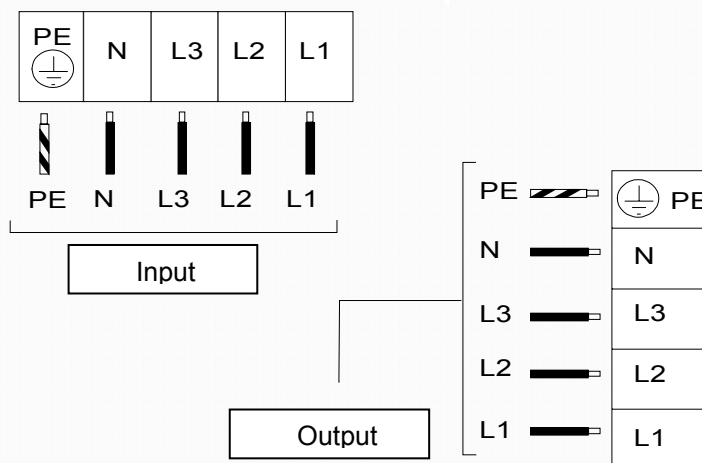 PE N L3 L2 L1
PE N L3 L2 L1
Input
PE PE
N N
L3 L3
L2 L2
L1 L1
Output